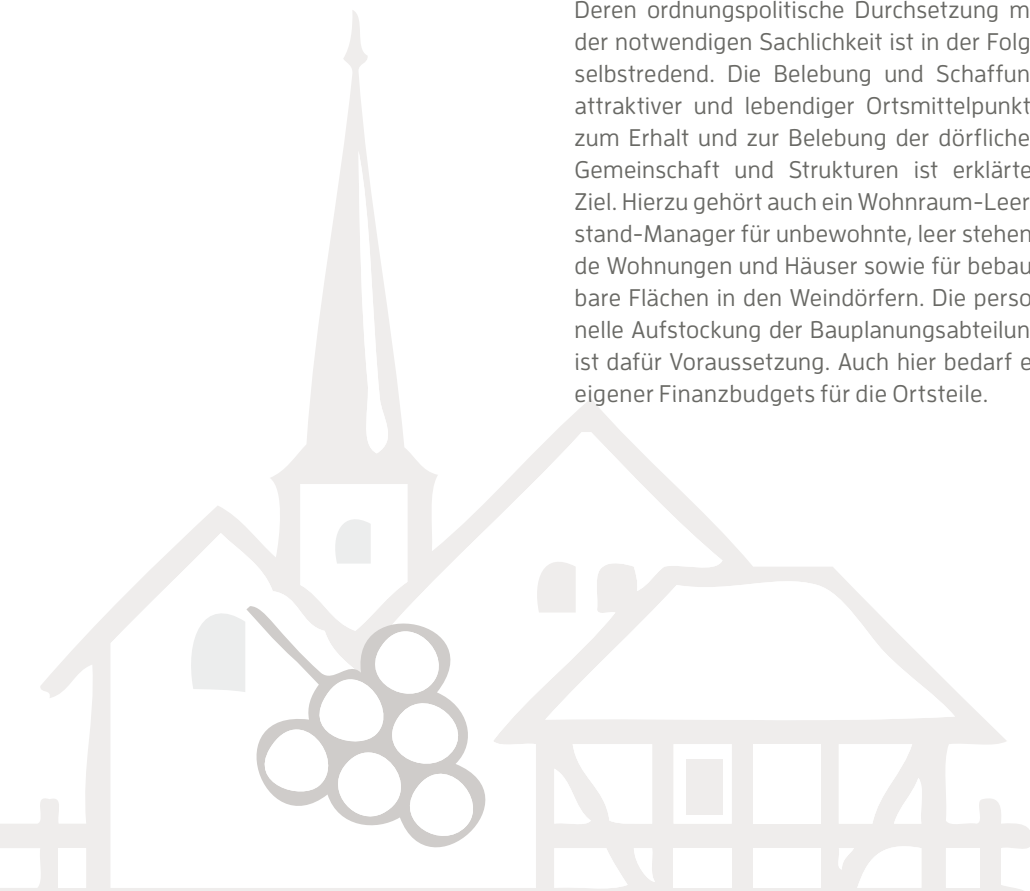 Deren ordnungspolitische Durchsetzung m
der notwendigen Sachlichkeit ist in der Folg
selbstredend. Die Belebung und Schaffun
attraktiver und lebendiger Ortsmittelpunkt
zum Erhalt und zur Belebung der dörfliche
Gemeinschaft und Strukturen ist erklärte
Ziel. Hierzu gehört auch ein Wohnraum-Leer
stand-Manager für unbewohnte, leer stehen
de Wohnungen und Häuser sowie für bebau
bare Flächen in den Weindörfern. Die perso
nelle Aufstockung der Bauplanungsabteilun
ist dafür Voraussetzung. Auch hier bedarf e
eigener Finanzbudgets für die Ortsteile.